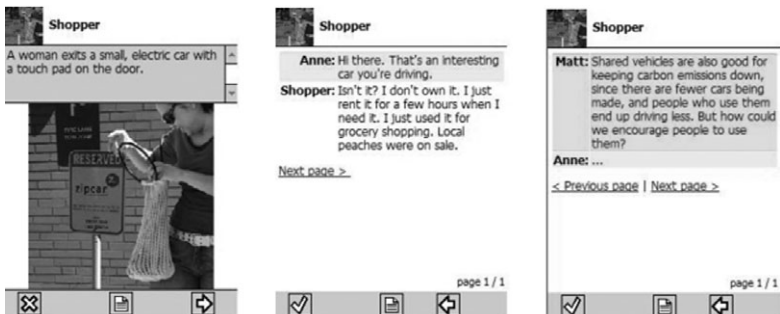 Shopper
A woman exits a small, electric car with
a touch pad on the door.
RESERVED
zipcar
Shopper
Anne: Hi there. That's an interesting
car you're driving.
Shopper: Isn't it? I don't own it. I just
rent it for a few hours when I
need it. I just used it for
grocery shopping. Local
peaches were on sale.
Next page >
page 1 / 1
Shopper
Matt: Shared vehicles are also good for
keeping carbon emissions down,
since there are fewer cars being
made, and people who use them
end up driving less. But how could
we encourage people to use
them?
Anne: ...
< Previous page | Next page >
page 1 / 1